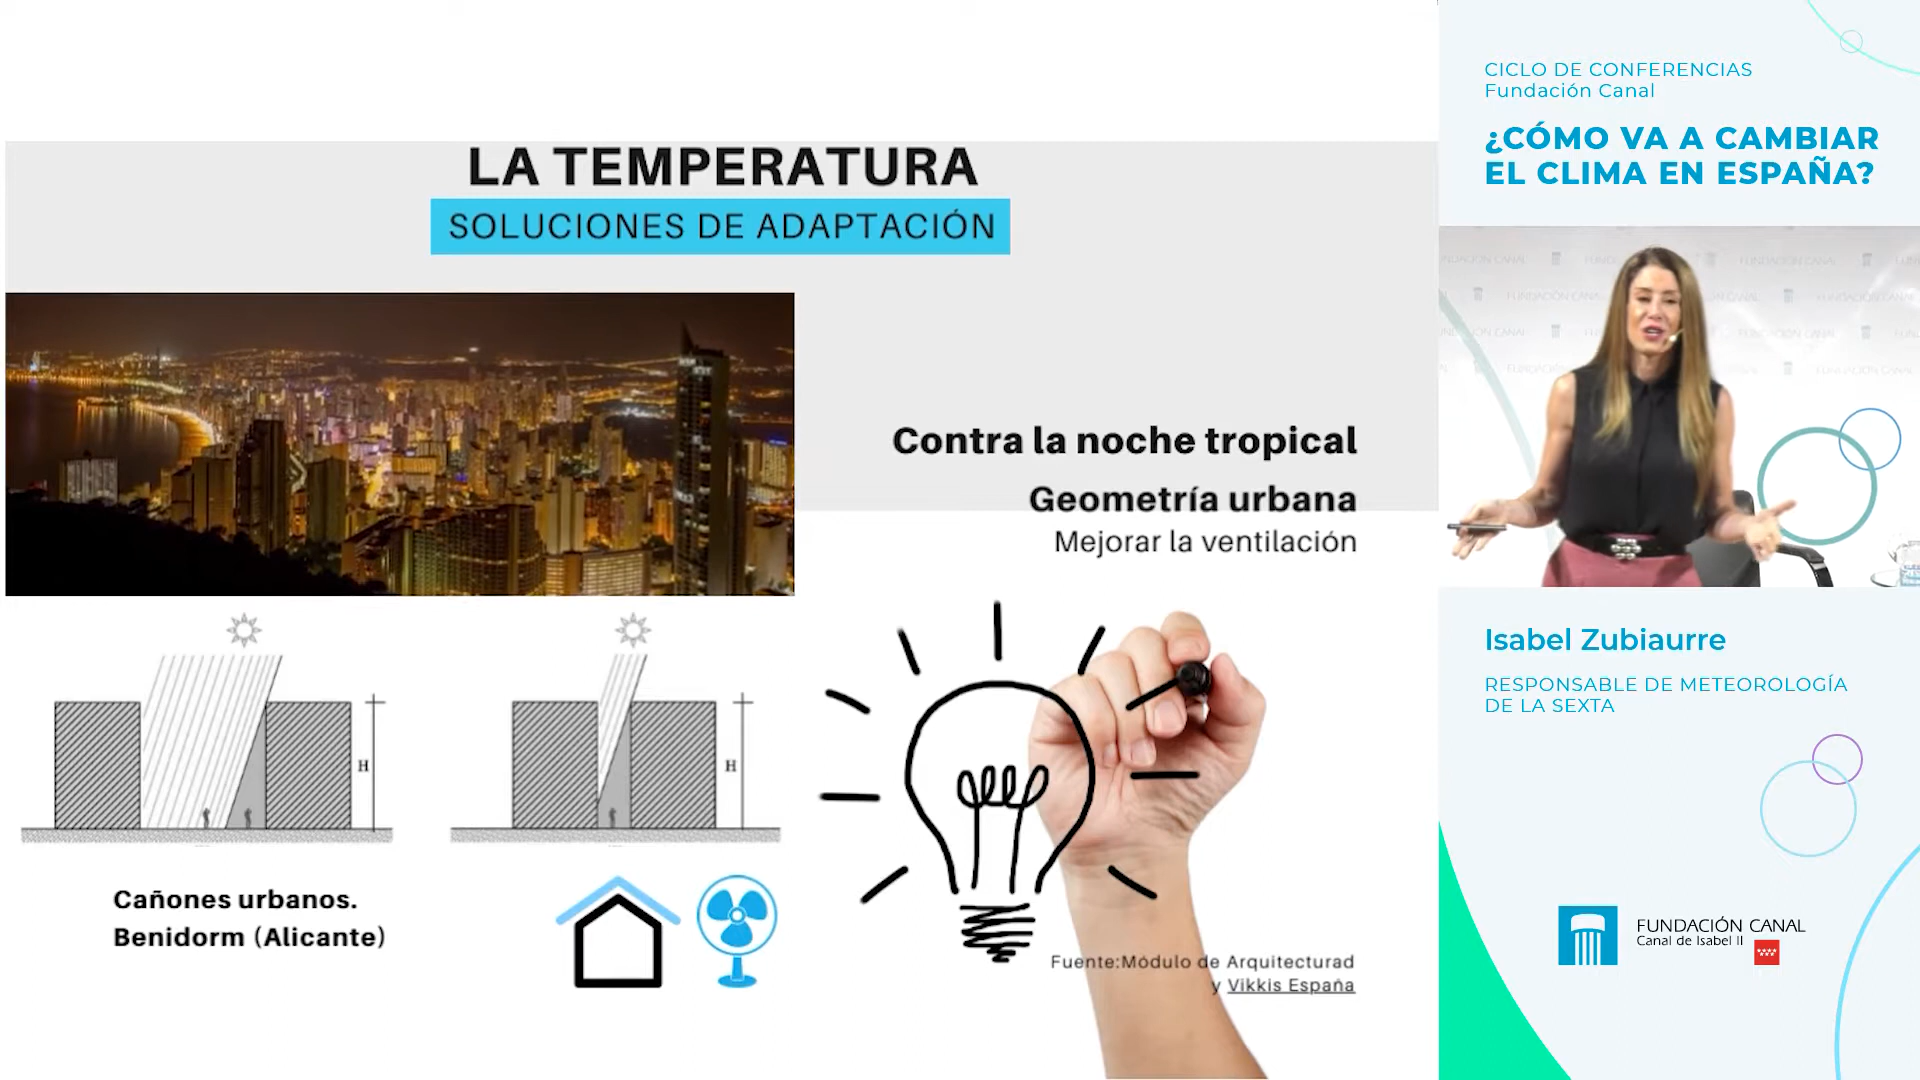 LA TEMPERATURA
SOLUCIONES DE ADAPTACIÓN
Contra la noche tropical
Geometría urbana
Mejorar la ventilación
H
H
Cañones urbanos.
Benidorm (Alicante)
Fuente:Módulo de Arquitecturad
y Vikkis España
CICLO DE CONFERENCIAS
Fundación Canal
¿CÓMO VA A CAMBIAR
EL CLIMA EN ESPAÑA?
FUNDACIÓN CANAL
Isabel Zubiaurre
RESPONSABLE DE METEOROLOGÍA
DE LA SEXTA
FUNDACIÓN CANAL
Canal de Isabel II